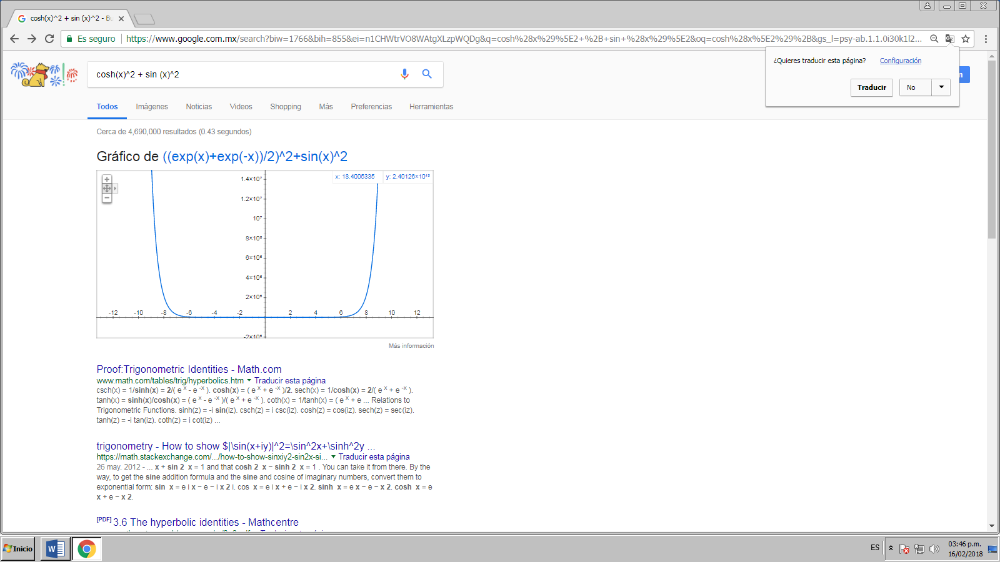 cosh(x)^2 + sin (x)^2 - Bu
Es seguro https://www.google.com.mx/search?biw=1766&bih=855&ei=n1CHWtrVO8WAtgXLzpWQDg&q=cosh%28x%29%5E2+%2B+sin+%28x%29%5E2&oq=cosh%28x%5E2%29%2B&gs_l=psy-ab.1.1.0i30k1l2...
¿Quieres traducir esta página? Configuración
Traducir No
cosh(x)^2 + sin (x)^2
Todos Imágenes Noticias Videos Shopping Más Preferencias Herramientas
Cerca de 4,690,000 resultados (0.43 segundos)
Gráfico de ((exp(x)+exp(-x))/2)^2+sin(x)^2
x: 18.4005335 y: 2.40126×10¹⁵
1.4×10⁷
1.2×10⁷
10⁷
8×10⁶
6×10⁶
4×10⁶
2×10⁶
-12 -10 -8 -6 -4 -2 2 4 6 8 10 12
-2×10⁶
Más información
Proof:Trigonometric Identities - Math.com
www.math.com/tables/trig/hyperbolics.htm ▼ Traducir esta página
csch(x) = 1/sinh(x) = 2/( e ˣ - e ⁻ˣ ). cosh(x) = ( e ˣ + e ⁻ˣ )/2. sech(x) = 1/cosh(x) = 2/( e ˣ + e ⁻ˣ ).
tanh(x) = sinh(x)/cosh(x) = ( e ˣ - e ⁻ˣ )/( e ˣ + e ⁻ˣ ). coth(x) = 1/tanh(x) = ( e ˣ + e ... Relations to
Trigonometric Functions. sinh(z) = -i sin(iz). csch(z) = i csc(iz). cosh(z) = cos(iz). sech(z) = sec(iz).
tanh(z) = -i tan(iz). coth(z) = i cot(iz) ...
trigonometry - How to show $|\sin(x+iy)|^2=\sin^2x+\sinh^2y ...
https://math.stackexchange.com/.../how-to-show-sinxiy2-sin2x-si... ▼ Traducir esta página
26 may. 2012 - ... x + sin 2 x = 1 and that cosh 2 x − sinh 2 x = 1 . You can take it from there. By the
way, to get the sine addition formula and the sine and cosine of imaginary numbers, convert them to
exponential form: sin x = e i x − e − i x 2 i. cos x = e i x + e − i x 2. sinh x = e x − e − x 2. cosh x = e
x + e − x 2.
[PDF] 3.6 The hyperbolic identities - Mathcentre
Inicio
ES
03:46 p.m.
16/02/2018